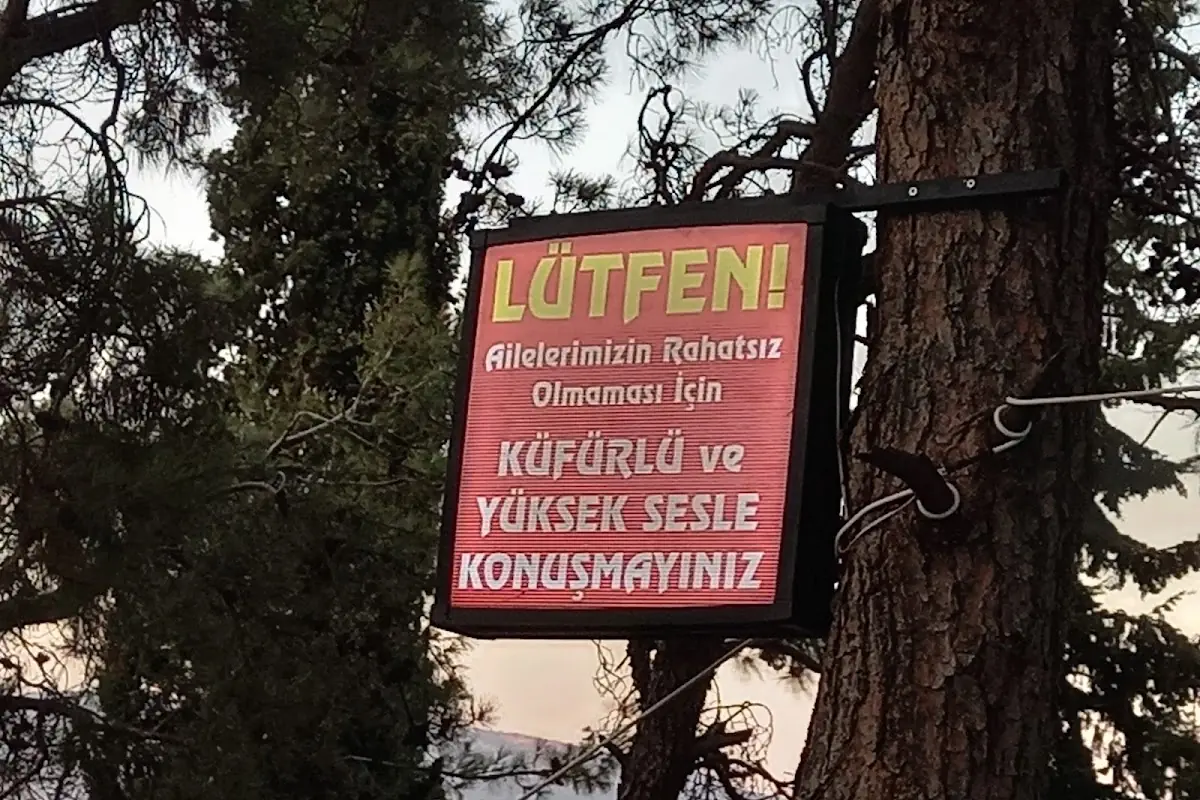 LÜTFEN!
Ailelerimizin Rahatsız
Olmaması İçin
KÜFÜRLÜ ve
YÜKSEK SESLE
KONUŞMAYINIZ